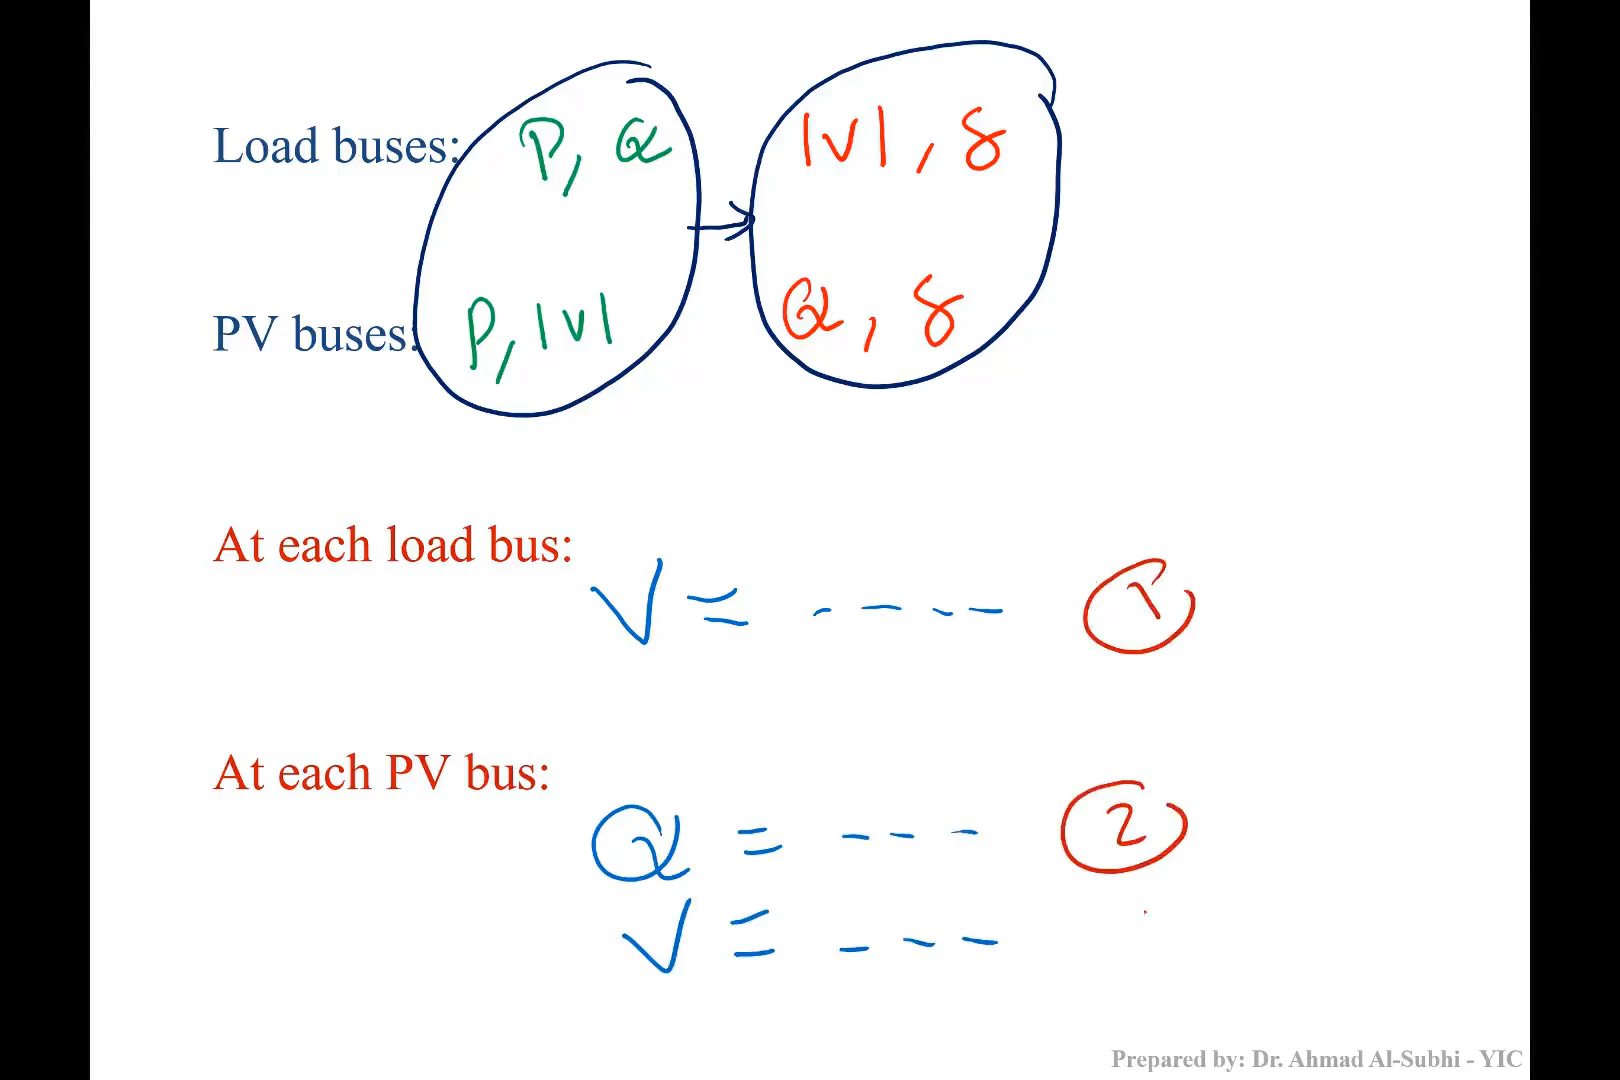 Load buses: P, Q |V|, δ
PV buses: P, |V| Q, δ
At each load bus:
V = - - - - 1
At each PV bus:
Q = - - - 2
V = - - -
Prepared by: Dr. Ahmad Al-Subhi - YIC